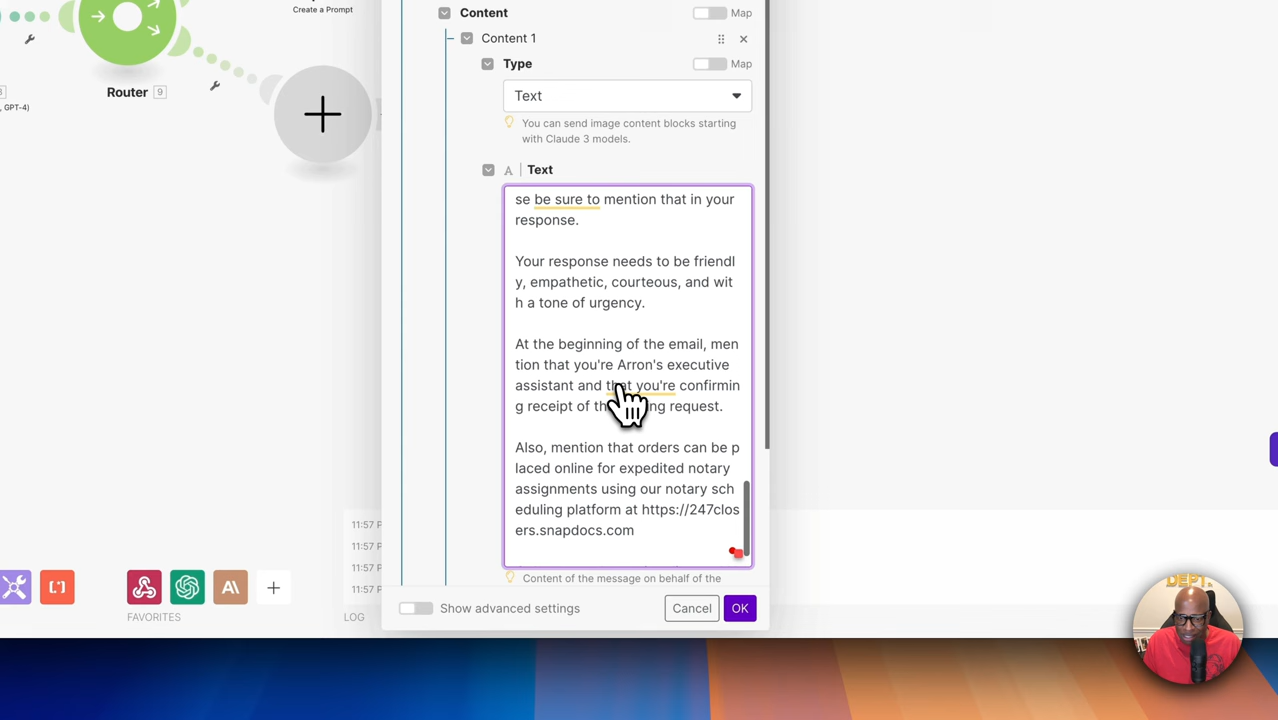 Create a Prompt
Content
Map
Content 1
Type
Map
, GPT-4)
Router 9
Text
You can send image content blocks starting
with Claude 3 models.
A | Text
se be sure to mention that in your
response.
Your response needs to be friendl
y, empathetic, courteous, and wit
h a tone of urgency.
At the beginning of the email, men
tion that you're Arron's executive
assistant and that you're confirmin
g receipt of th ing request.
Also, mention that orders can be p
laced online for expedited notary
assignments using our notary sch
eduling platform at https://247clos
ers.snapdocs.com
Content of the message on behalf of the
11:57 P
11:57 P
11:57 P
11:57 P
FAVORITES
LOG
Show advanced settings
Cancel
OK
DEPT.